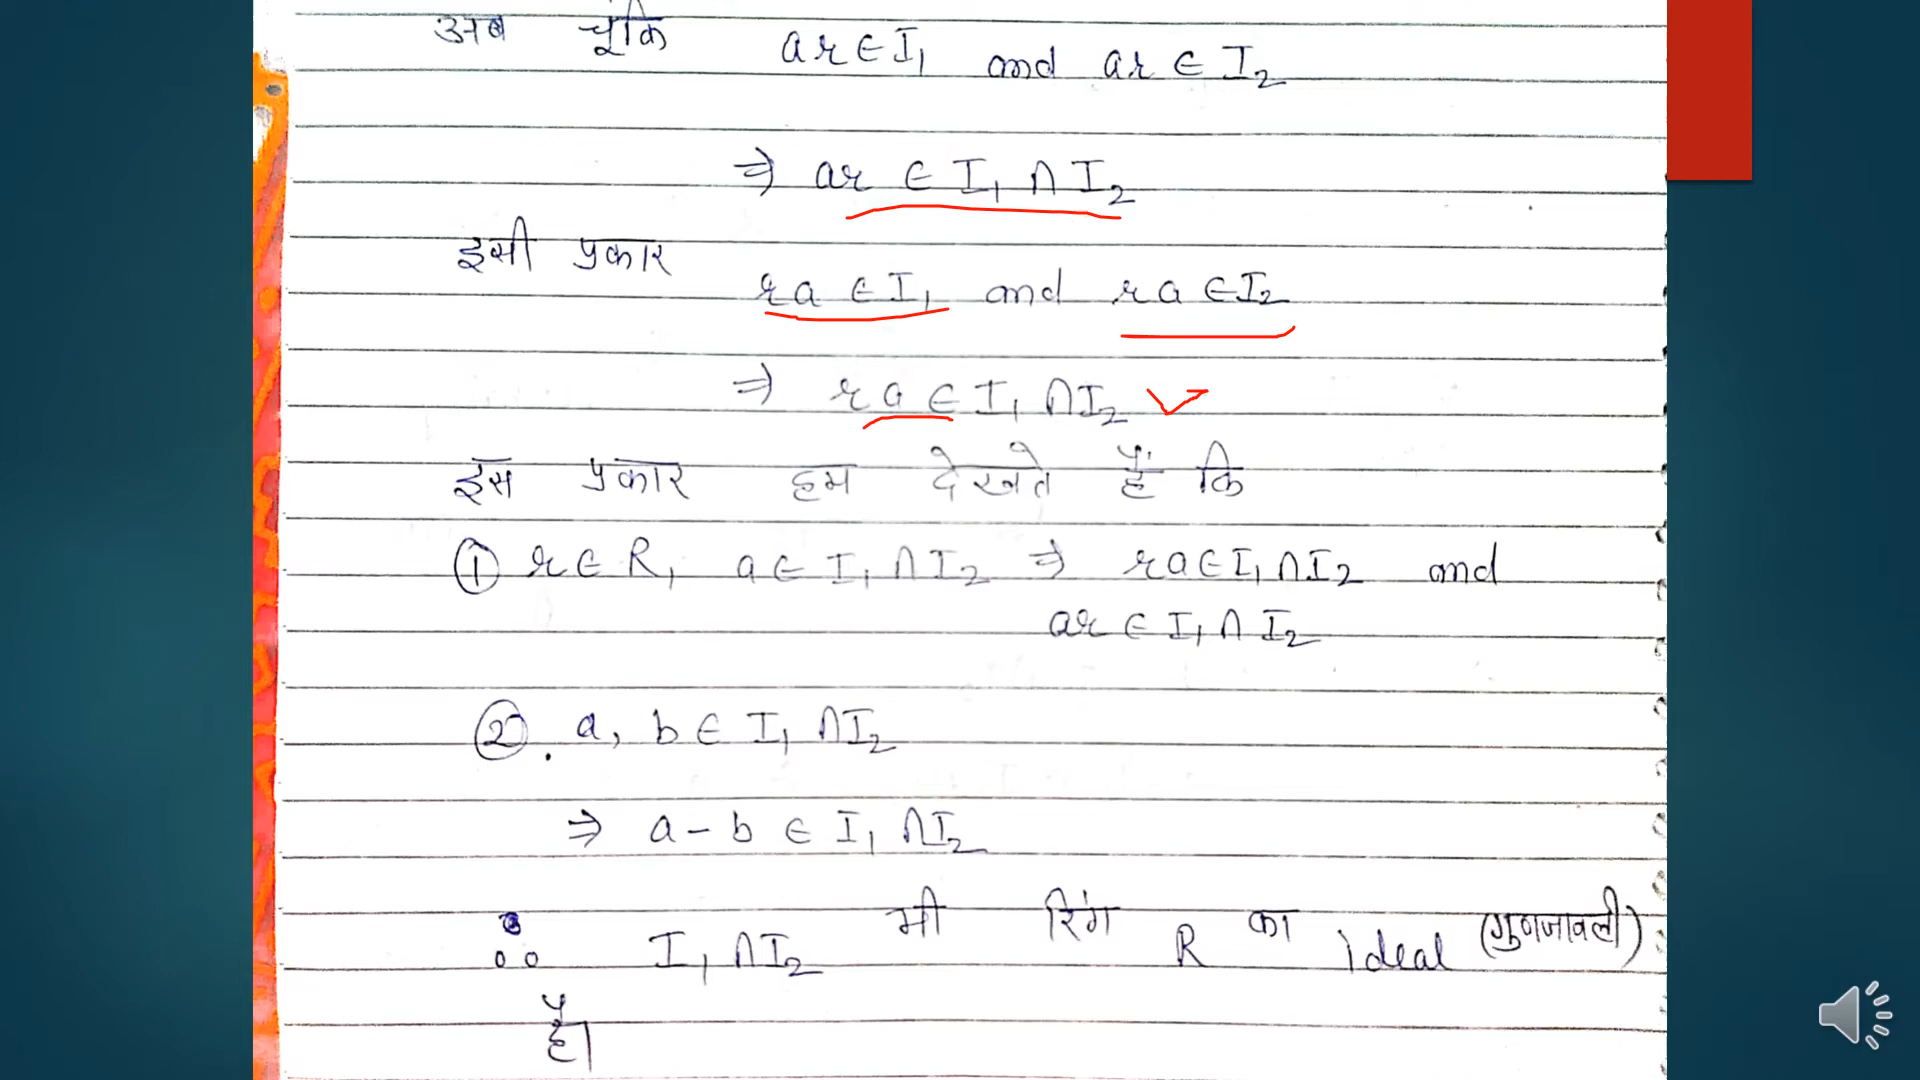 अब चूंकि ar ∈ I₁ and ar ∈ I₂
⇒ ar ∈ I₁ ∩ I₂
इसी प्रकार
ra ∈ I₁ and ra ∈ I₂
⇒ ra ∈ I₁ ∩ I₂
इस प्रकार हम देखते हैं कि
① r ∈ R, a ∈ I₁ ∩ I₂ ⇒ ra ∈ I₁ ∩ I₂ and
ar ∈ I₁ ∩ I₂
②. a, b ∈ I₁ ∩ I₂
⇒ a - b ∈ I₁ ∩ I₂
∴ I₁ ∩ I₂ भी रिंग R का ideal (गुणजावली)
है।